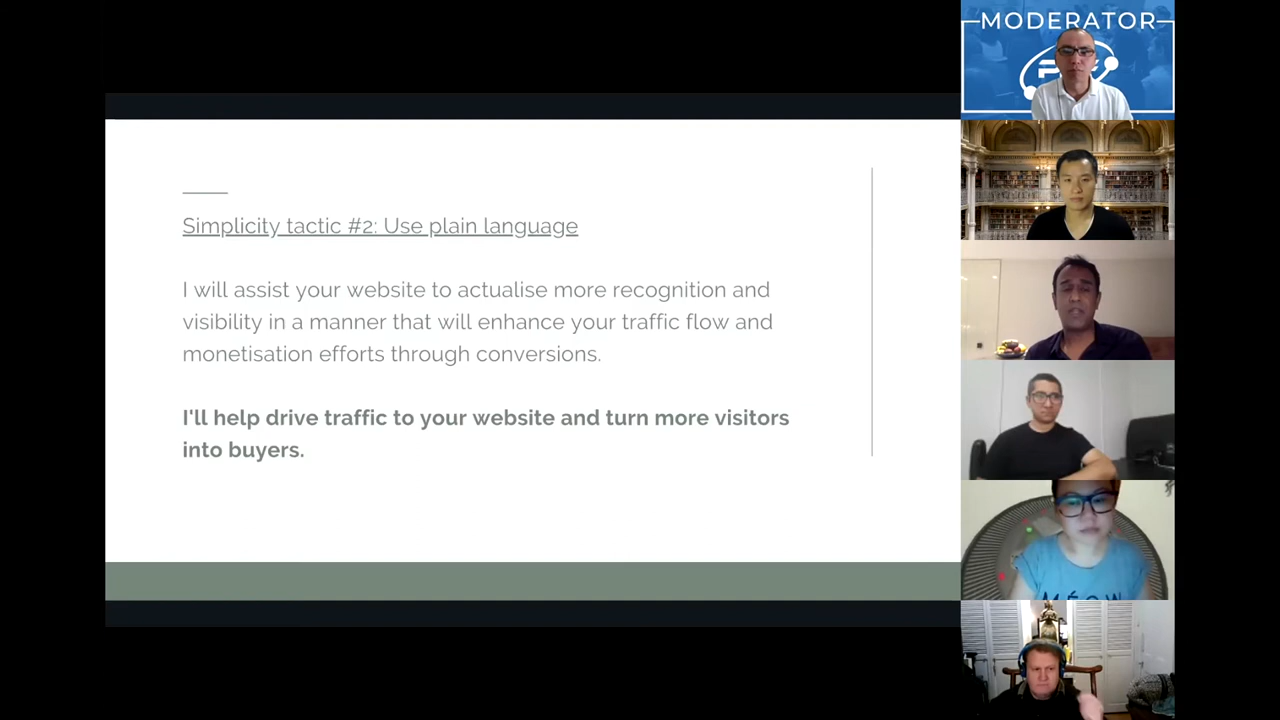 MODERATOR
Simplicity tactic #2: Use plain language
I will assist your website to actualise more recognition and
visibility in a manner that will enhance your traffic flow and
monetisation efforts through conversions.
I'll help drive traffic to your website and turn more visitors
into buyers.
MÉOW